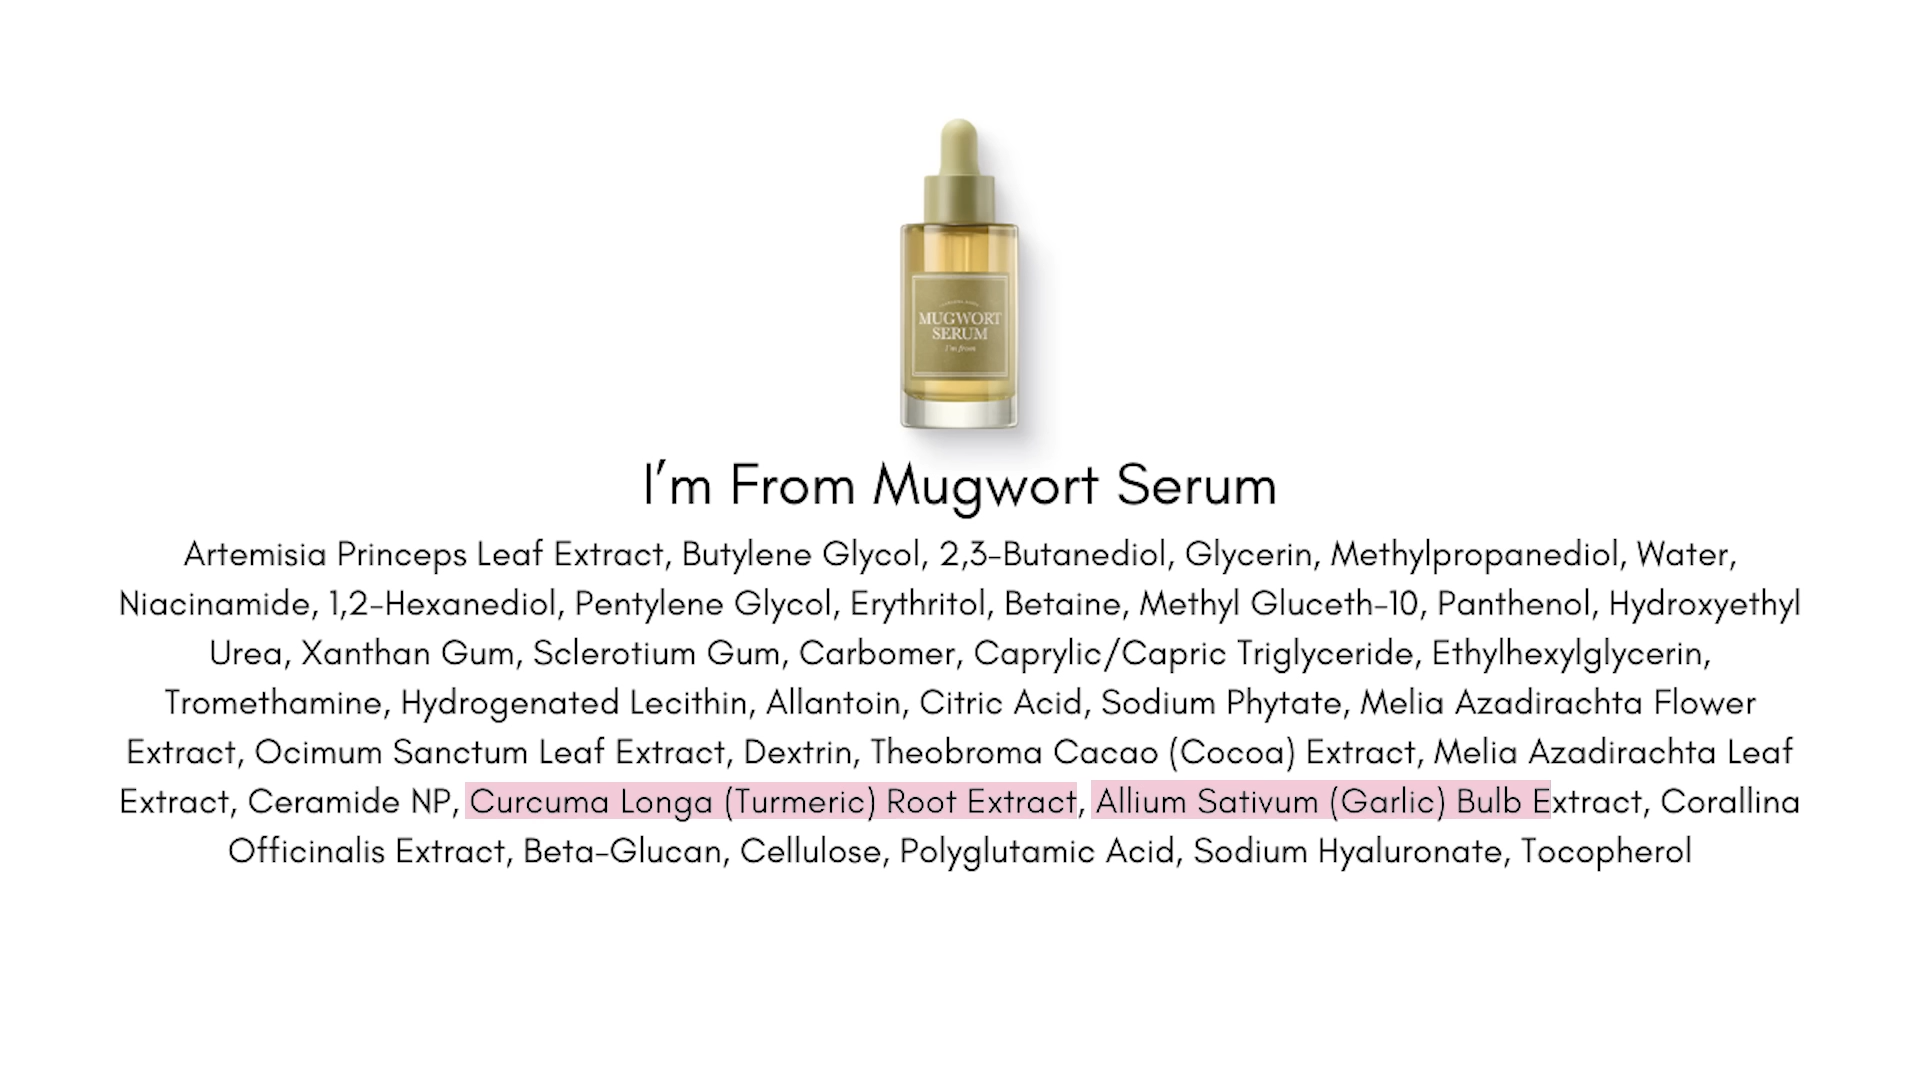 MUGWORT
SERUM
I'm from
I'm From Mugwort Serum
Artemisia Princeps Leaf Extract, Butylene Glycol, 2,3-Butanediol, Glycerin, Methylpropanediol, Water,
Niacinamide, 1,2-Hexanediol, Pentylene Glycol, Erythritol, Betaine, Methyl Gluceth-10, Panthenol, Hydroxyethyl
Urea, Xanthan Gum, Sclerotium Gum, Carbomer, Caprylic/Capric Triglyceride, Ethylhexylglycerin,
Tromethamine, Hydrogenated Lecithin, Allantoin, Citric Acid, Sodium Phytate, Melia Azadirachta Flower
Extract, Ocimum Sanctum Leaf Extract, Dextrin, Theobroma Cacao (Cocoa) Extract, Melia Azadirachta Leaf
Extract, Ceramide NP, Curcuma Longa (Turmeric) Root Extract, Allium Sativum (Garlic) Bulb Extract, Corallina
Officinalis Extract, Beta-Glucan, Cellulose, Polyglutamic Acid, Sodium Hyaluronate, Tocopherol